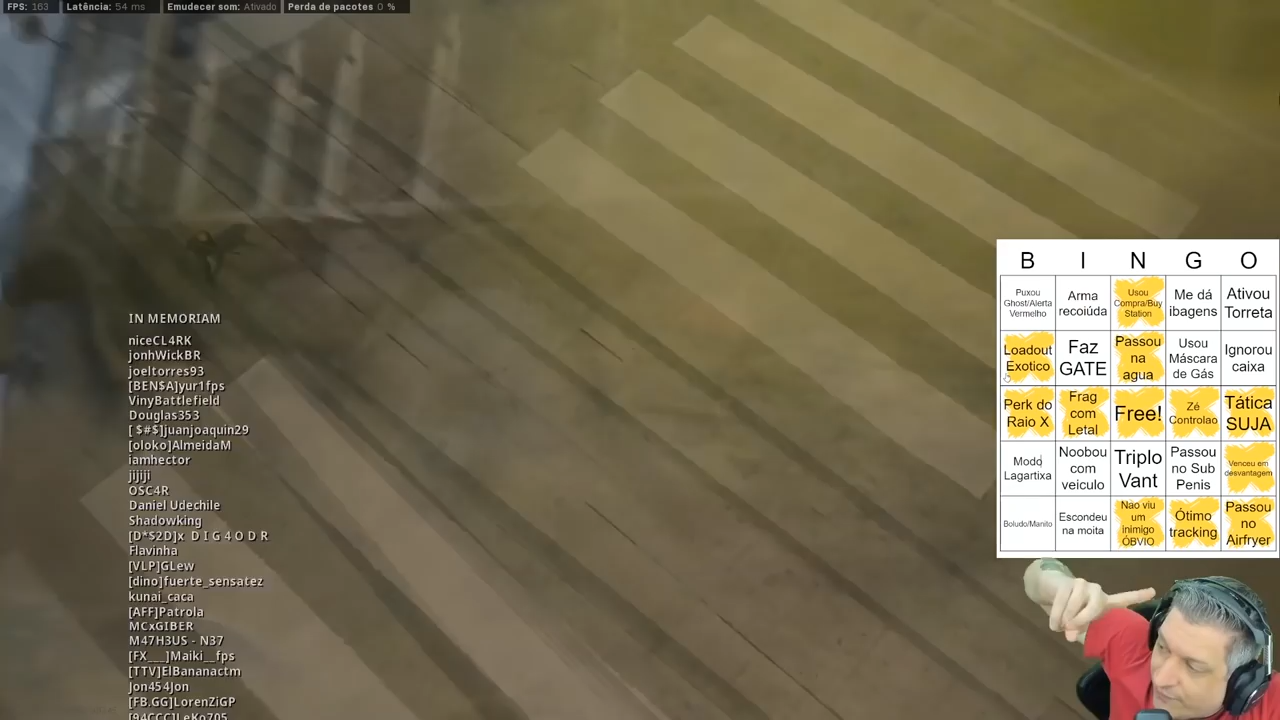 FPS: 163 Latência: 54 ms Emudecer som: Ativado Perda de pacotes 0 %
IN MEMORIAM
niceCL4RK
jonhWickBR
joeltorres93
[BEN$A]yur1fps
VinyBattlefield
Douglas353
[ $#$]juanjoaquin29
[oloko]AlmeidaM
iamhector
jijijiji
OSC4R
Daniel Udechile
Shadowking
[D*S2D]x D I G 4 O D R
Flavinha
[VLP]GLew
[dino]fuerte_sensatez
kunai_caca
[AFF]Patrola
MCxGIBER
M47H3US - N37
[FX___]Maiki__fps
[TTV]ElBananactm
Jon454Jon
[FB.GG]LorenZiGP
[94CCC]LeKo705
B I N G O
Puxou
Ghost/Alerta
Vermelho
Arma
recoiúda
Usou
Compra/Buy
Station
Me dá
ibagens
Ativou
Torreta
Loadout
Exotico
Faz
GATE
Passou
na
agua
Usou
Máscara
de Gás
Ignorou
caixa
Perk do
Raio X
Frag
com
Letal
Free!
Zé
Controlao
Tática
SUJA
Modo
Lagartixa
Noobou
com
veiculo
Triplo
Vant
Passou
no Sub
Penis
Venceu em
desvantagem
Boludo/Manito
Escondeu
na moita
Nao viu
um
inimigo
ÓBVIO
Ótimo
tracking
Passou
no
Airfryer